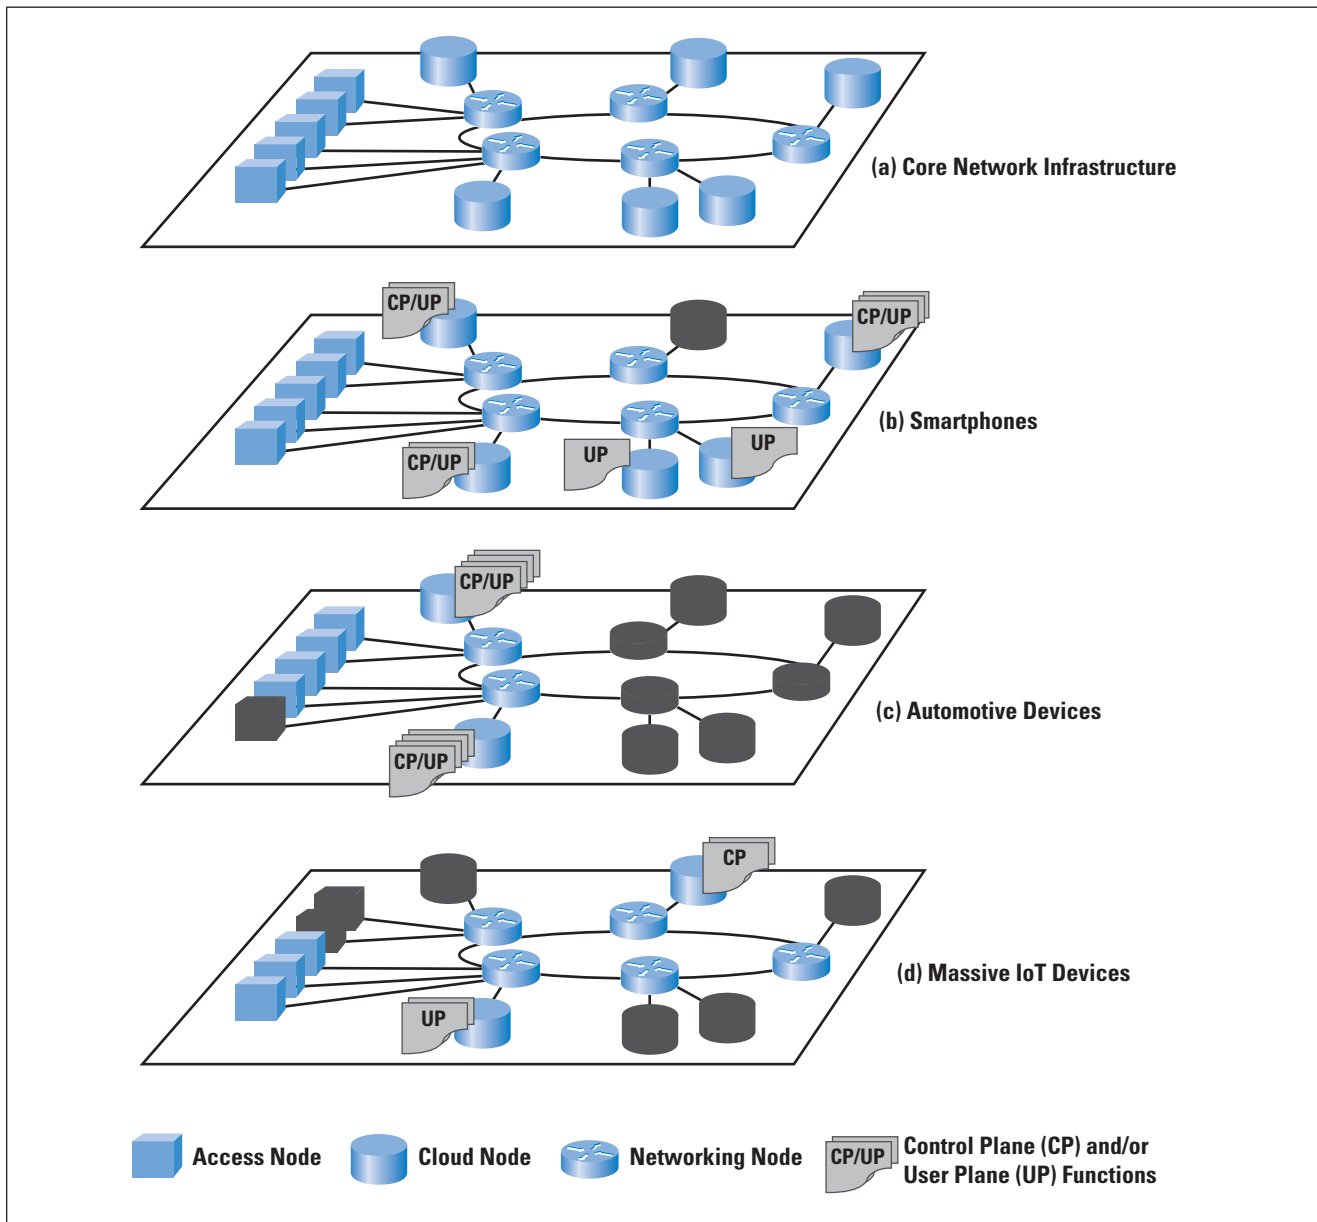 (a) Core Network Infrastructure
CP/UP
CP/UP
(b) Smartphones
CP/UP
UP
UP
CP/UP
(c) Automotive Devices
CP/UP
CP
(d) Massive IoT Devices
UP
Access Node
Cloud Node
Networking Node
CP/UP
Control Plane (CP) and/or
User Plane (UP) Functions